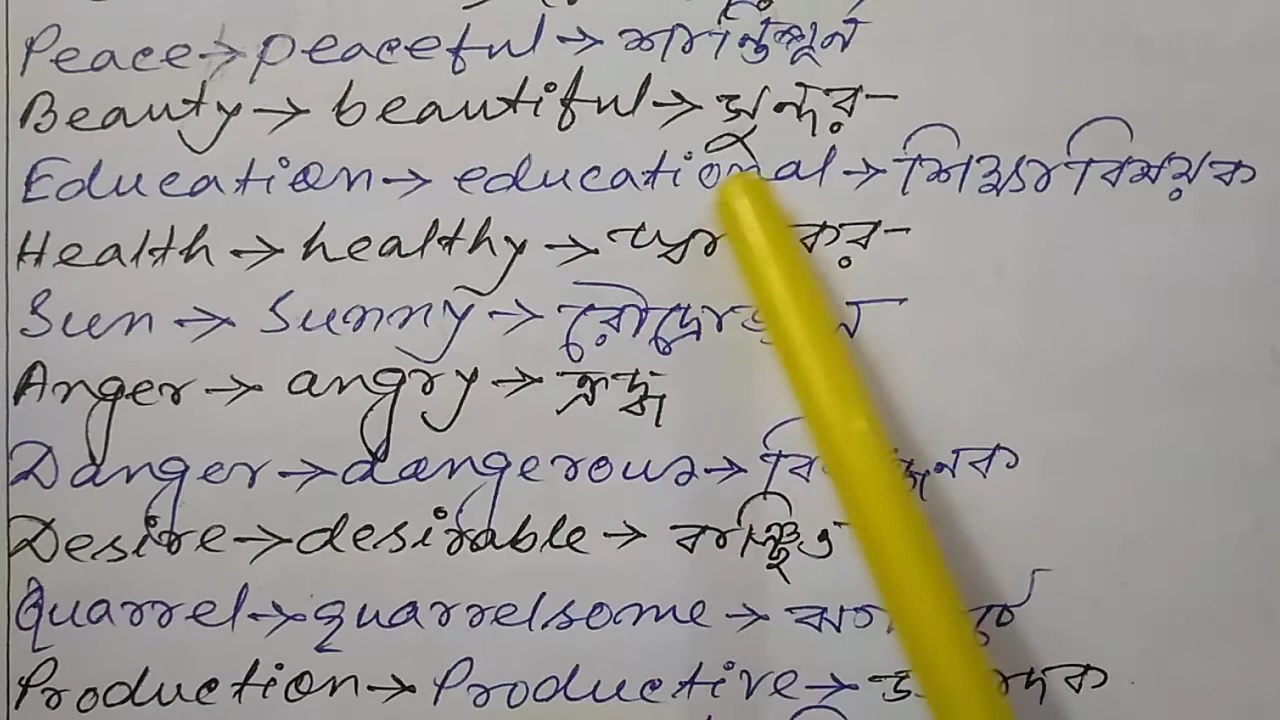 Peace → peaceful → শান্তিপূর্ন
Beauty → beautiful → সুন্দর
Education → educational → শিক্ষাবিষয়ক
Health → healthy →
Sun → Sunny →
Anger → angry → ক্রুদ্ধ
Danger → dangerous →
Desire → desirable → বাঞ্ছিত
Quarrel → quarrelsome →
Production → Productive →